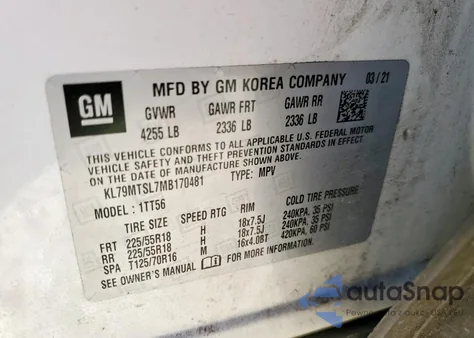 GM
MFD BY GM KOREA COMPANY 03/21
GVWR GAWR FRT GAWR RR
4255 LB 2336 LB 2336 LB
THIS VEHICLE CONFORMS TO ALL APPLICABLE U.S. FEDERAL MOTOR
VEHICLE SAFETY, BUMPER, AND THEFT PREVENTION STANDARDS IN EFFECT
ON THE DATE OF MANUFACTURE SHOWN ABOVE.
KL79MTSL7MB170481 TYPE: MPV
MODEL: 1TT56
TIRE SIZE SPEED RTG RIM COLD TIRE PRESSURE
FRT 225/55R18 H 18x7.5J 240KPA, 35 PSI
RR 225/55R18 H 18x7.5J 240KPA, 35 PSI
SPA T125/70R16 M 16x4.0BT 420KPA, 60 PSI
SEE OWNER'S MANUAL FOR MORE INFORMATION
autoSnap